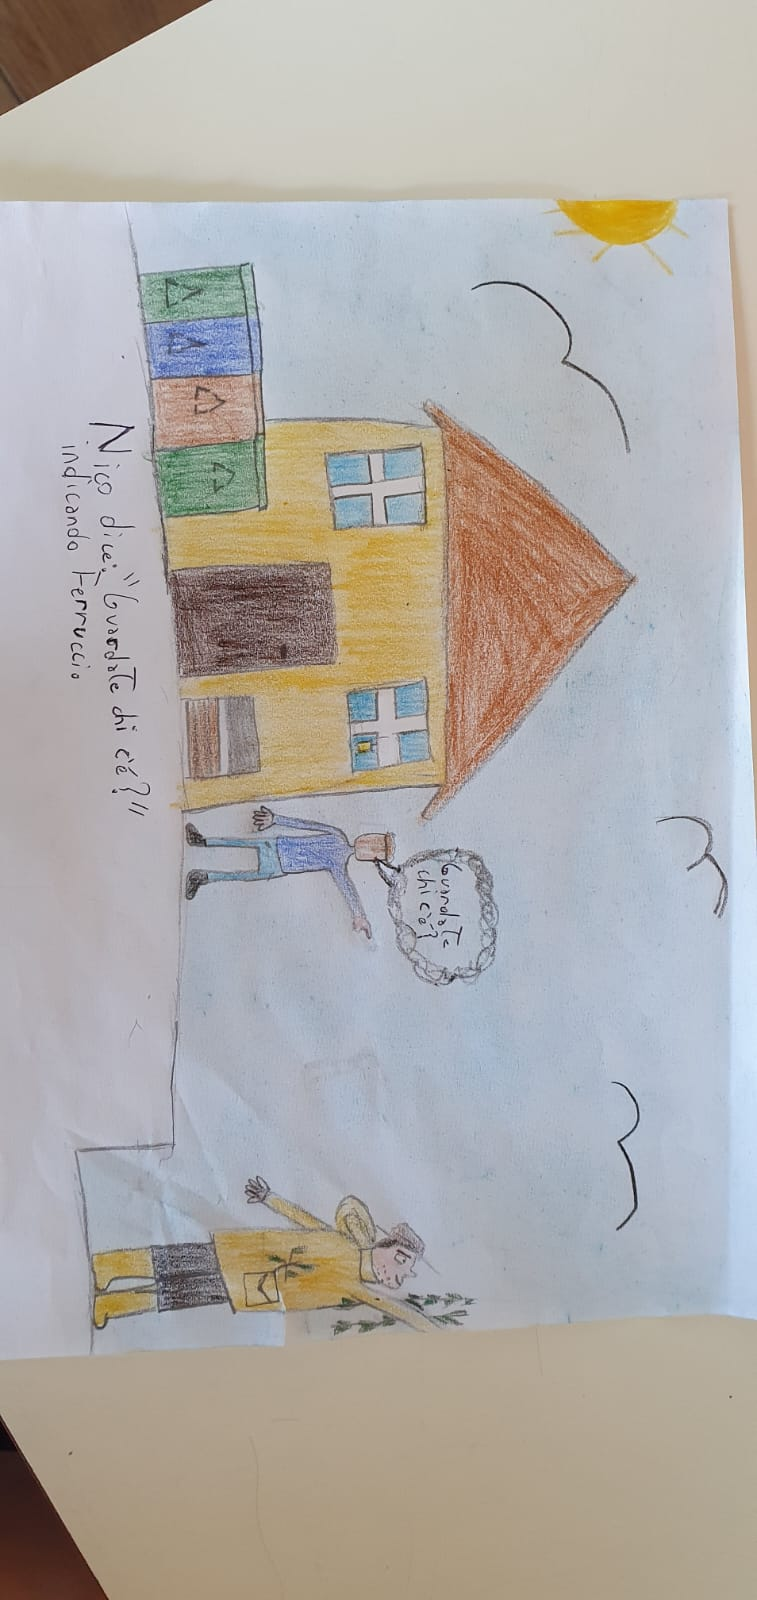 Guardate
chi c'é?
Nico dice: "Guardate chi c'é?"
indicando Ferruccio